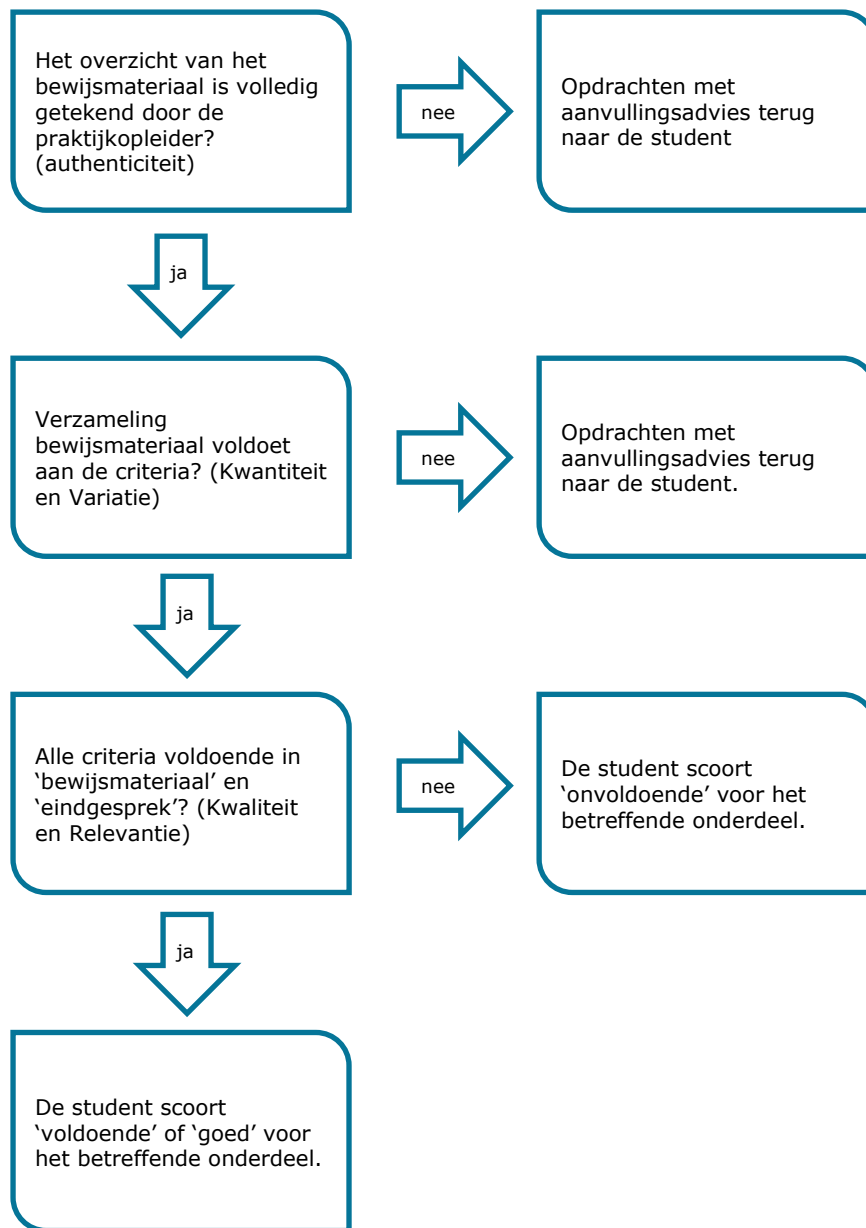 Het overzicht van het
bewijsmateriaal is volledig
getekend door de
praktijkopleider?
(authenticiteit)
nee
Opdrachten met
aanvullingsadvies terug
naar de student
ja
Verzameling
bewijsmateriaal voldoet
aan de criteria? (Kwantiteit
en Variatie)
nee
Opdrachten met
aanvullingsadvies terug
naar de student.
ja
Alle criteria voldoende in
‘bewijsmateriaal’ en
‘eindgesprek’? (Kwaliteit
en Relevantie)
nee
De student scoort
‘onvoldoende’ voor het
betreffende onderdeel.
ja
De student scoort
‘voldoende’ of ‘goed’ voor
het betreffende onderdeel.